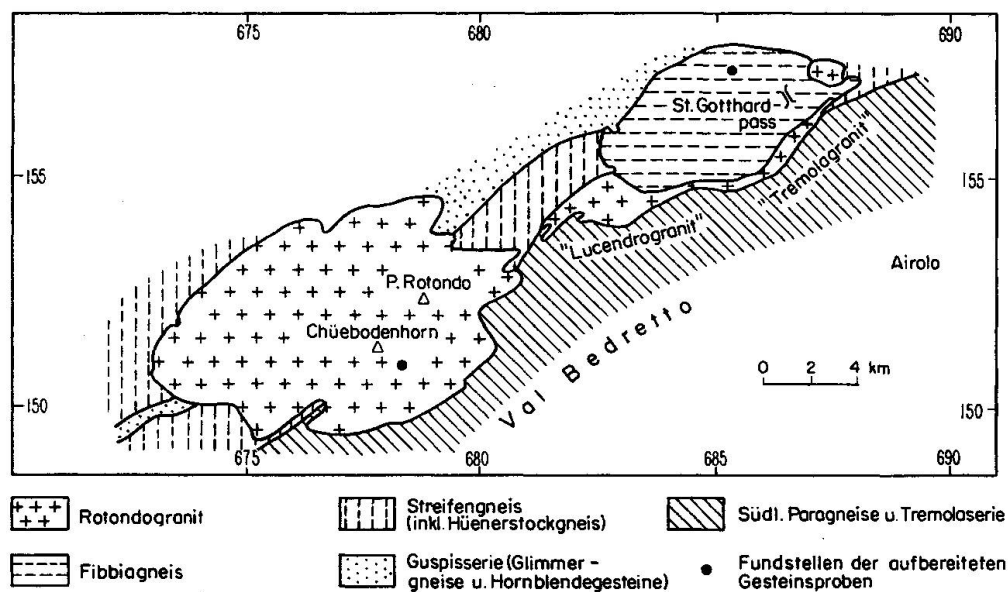 675
680
685
690
St. Gotthard-
pass
155
155
"Tremolagranit"
"Lucendrogranit"
P. Rotondo
Airolo
Chüebodenhorn
Val Bedretto
0 2 4 km
150
150
675
680
685
690
Rotondogranit
Streifengneis
(inkl. Hüenerstockgneis)
Südl. Paragneise u. Tremolaserie
Fibbiagneis
Guspisserie (Glimmer-
gneise u. Hornblendegesteine)
Fundstellen der aufbereiteten
Gesteinsproben